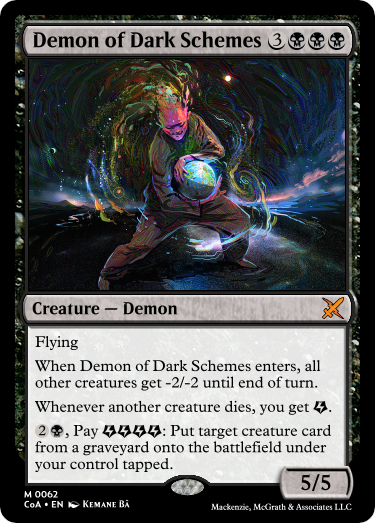 Demon of Dark Schemes 3
Creature — Demon
Flying
When Demon of Dark Schemes enters, all
other creatures get -2/-2 until end of turn.
Whenever another creature dies, you get .
2 , Pay : Put target creature card
from a graveyard onto the battlefield under
your control tapped.
5/5
M 0062
CoA • EN Kemane Bâ
Mackenzie, McGrath & Associates LLC